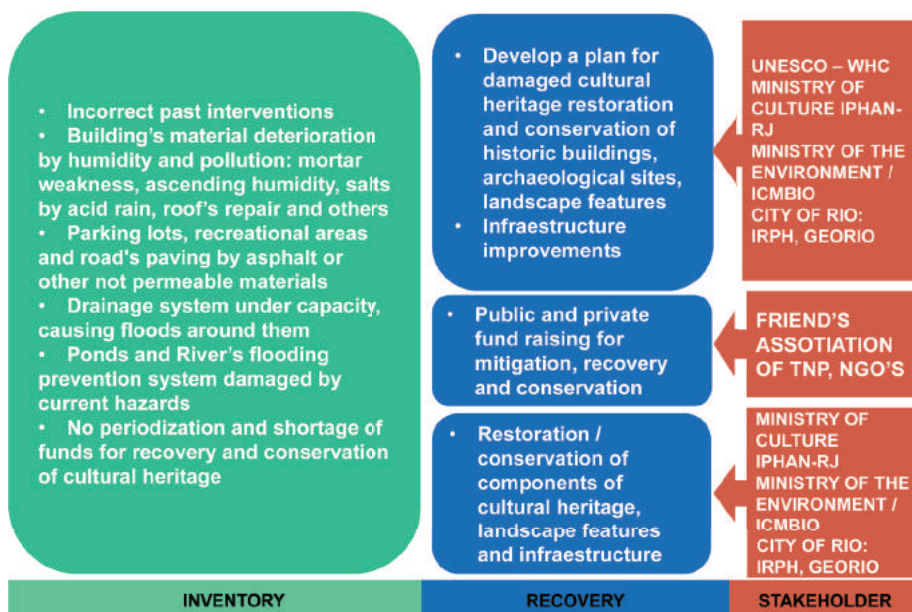 • Incorrect past interventions
• Building's material deterioration
by humidity and pollution: mortar
weakness, ascending humidity, salts
by acid rain, roof's repair and others
• Parking lots, recreational areas
and road's paving by asphalt or
other not permeable materials
• Drainage system under capacity,
causing floods around them
• Ponds and River's flooding
prevention system damaged by
current hazards
• No periodization and shortage of
funds for recovery and conservation
of cultural heritage
• Develop a plan for
damaged cultural
heritage restoration
and conservation of
historic buildings,
archaeological sites,
landscape features
• Infraestructure
improvements
• Public and private
fund raising for
mitigation, recovery
and conservation
• Restoration /
conservation of
components of
cultural heritage,
landscape features
and infrastructure
UNESCO – WHC
MINISTRY OF
CULTURE IPHAN-
RJ
MINISTRY OF THE
ENVIRONMENT /
ICMBIO
CITY OF RIO:
IRPH, GEORIO
FRIEND'S
ASSOTIATION
OF TNP, NGO'S
MINISTRY OF
CULTURE
IPHAN-RJ
MINISTRY OF THE
ENVIRONMENT /
ICMBIO
CITY OF RIO:
IRPH, GEORIO
INVENTORY
RECOVERY
STAKEHOLDER